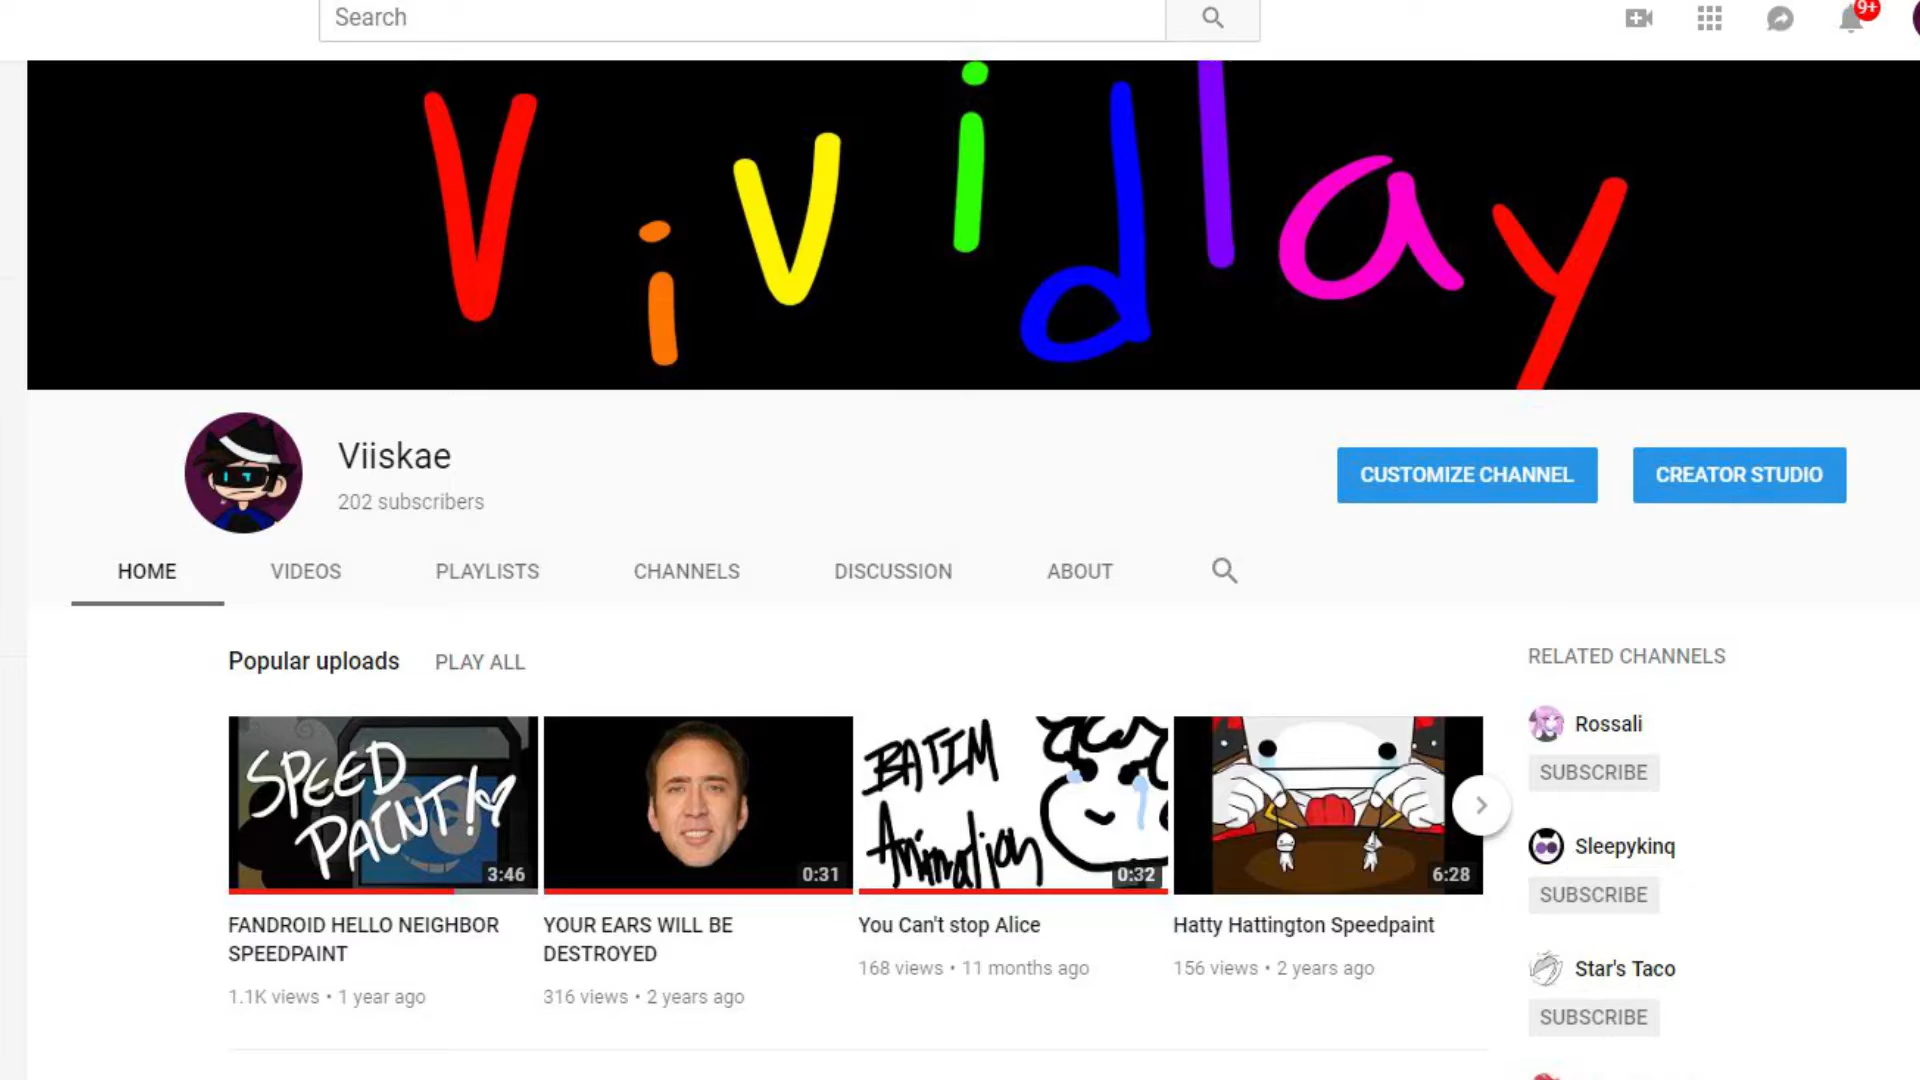 Search
9+
Vividlay
Viiskae
202 subscribers
CUSTOMIZE CHANNEL
CREATOR STUDIO
HOME
VIDEOS
PLAYLISTS
CHANNELS
DISCUSSION
ABOUT
Popular uploads
PLAY ALL
SPEED
PAINT!
3:46
FANDROID HELLO NEIGHBOR
SPEEDPAINT
1.1K views • 1 year ago
0:31
YOUR EARS WILL BE
DESTROYED
316 views • 2 years ago
BATIM
Animation
0:32
You Can't stop Alice
168 views • 11 months ago
6:28
Hatty Hattington Speedpaint
156 views • 2 years ago
RELATED CHANNELS
Rossali
SUBSCRIBE
Sleepykinq
SUBSCRIBE
Star's Taco
SUBSCRIBE